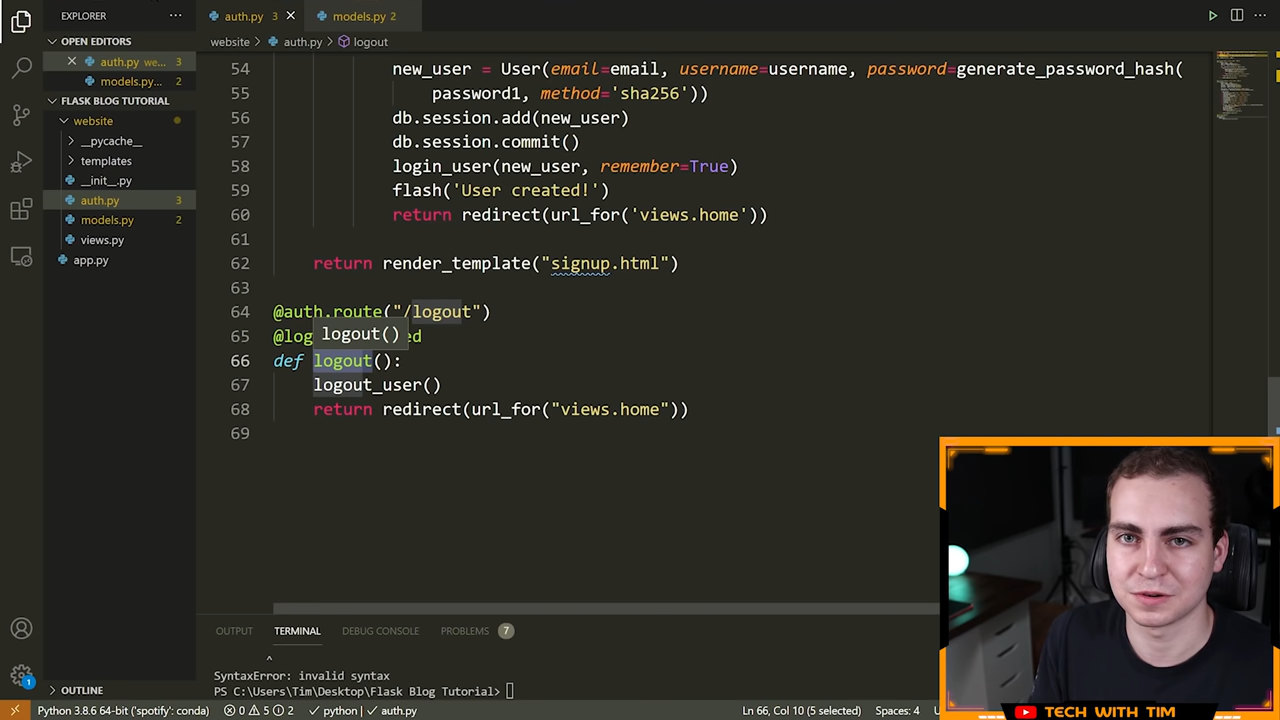 EXPLORER
···
auth.py 3
models.py 2
···
OPEN EDITORS
auth.py we... 3
models.py... 2
FLASK BLOG TUTORIAL
website
__pycache__
templates
__init__.py
auth.py 3
models.py 2
views.py
app.py
OUTLINE
website > auth.py > logout
54 new_user = User(email=email, username=username, password=generate_password_hash(
55 password1, method='sha256'))
56 db.session.add(new_user)
57 db.session.commit()
58 login_user(new_user, remember=True)
59 flash('User created!')
60 return redirect(url_for('views.home'))
61
62 return render_template("signup.html")
63
64 @auth.route("/logout")
logout()
65 @log ed
66 def logout():
67 logout_user()
68 return redirect(url_for("views.home"))
69
OUTPUT TERMINAL DEBUG CONSOLE PROBLEMS 7
^
SyntaxError: invalid syntax
PS C:\Users\Tim\Desktop\Flask Blog Tutorial>
1
Python 3.8.6 64-bit ('spotify': conda) 0 5 2 python auth.py Ln 66, Col 10 (5 selected) Spaces: 4
TECH WITH TIM